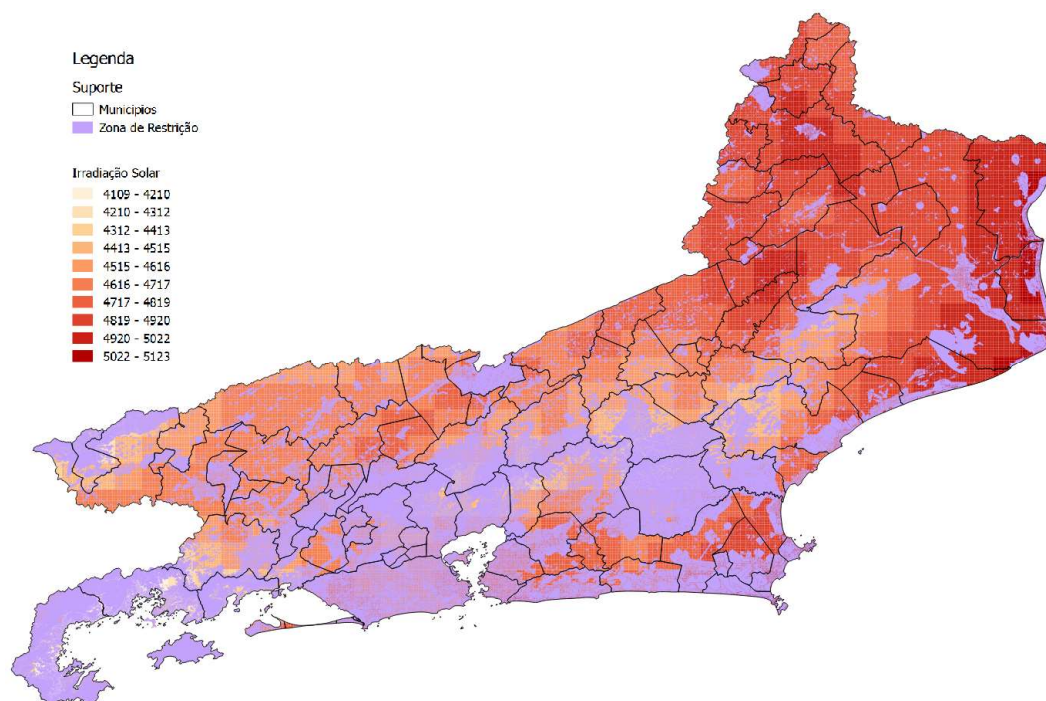 Legenda
Suporte
Municípios
Zona de Restrição
Irradiação Solar
4109 - 4210
4210 - 4312
4312 - 4413
4413 - 4515
4515 - 4616
4616 - 4717
4717 - 4819
4819 - 4920
4920 - 5022
5022 - 5123